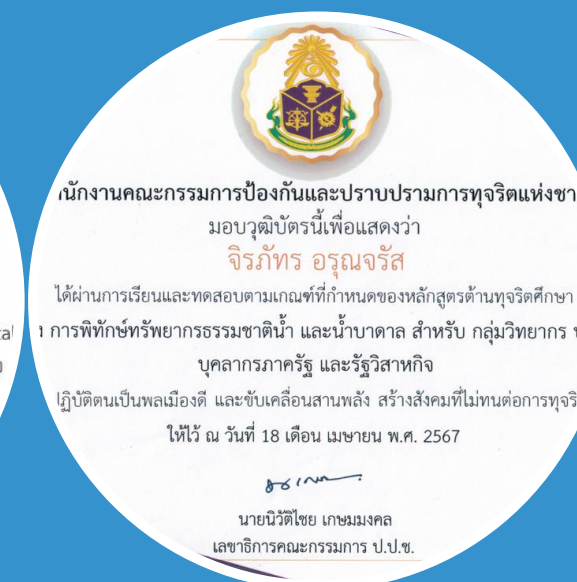 นักงานคณะกรรมการป้องกันและปราบปรามการทุจริตแห่งชา
มอบวุฒิบัตรนี้เพื่อแสดงว่า
จิรภัทร อรุณจรัส
ได้ผ่านการเรียนและทดสอบตามเกณฑ์ที่กำหนดของหลักสูตรต้านทุจริตศึกษา
การพิทักษ์ทรัพยากรธรรมชาติน้ำ และน้ำบาดาล สำหรับ กลุ่มวิทยากร
บุคลากรภาครัฐ และรัฐวิสาหกิจ
ฏิบัติตนเป็นพลเมืองดี และขับเคลื่อนสานพลัง สร้างสังคมที่ไม่ทนต่อการทุจริ
ให้ไว้ ณ วันที่ 18 เดือน เมษายน พ.ศ. 2567
นายนิวัติไชย เกษมมงคล
เลขาธิการคณะกรรมการ ป.ป.ช.